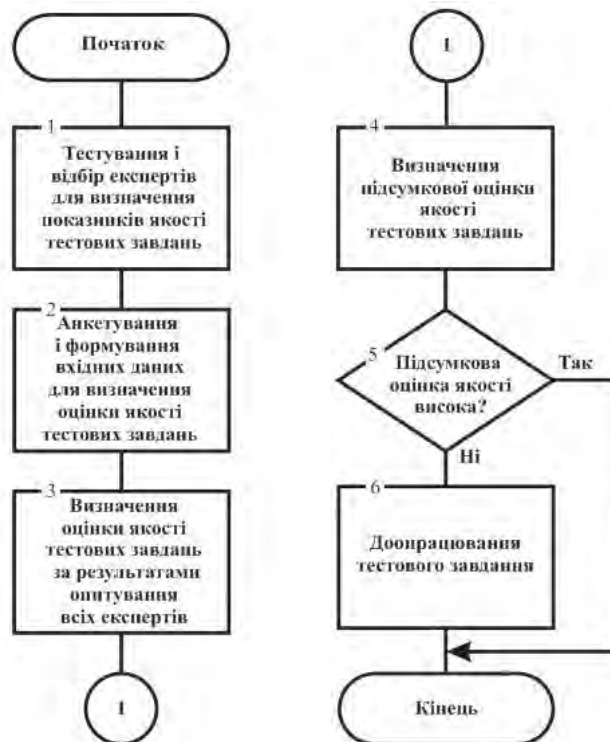 Початок
1
Тестування і
відбір експертів
для визначення
показників якості
тестових завдань
2
Анкетування
і формування
вхідних даних
для визначення
оцінки якості
тестових завдань
3
Визначення
оцінки якості
тестових завдань
за результатами
опитування
всіх експертів
1
1
4
Визначення
підсумкової оцінки
якості
тестових завдань
5
Підсумкова
оцінка якості
висока?
Так
Ні
6
Доопрацювання
тестового завдання
Кінець